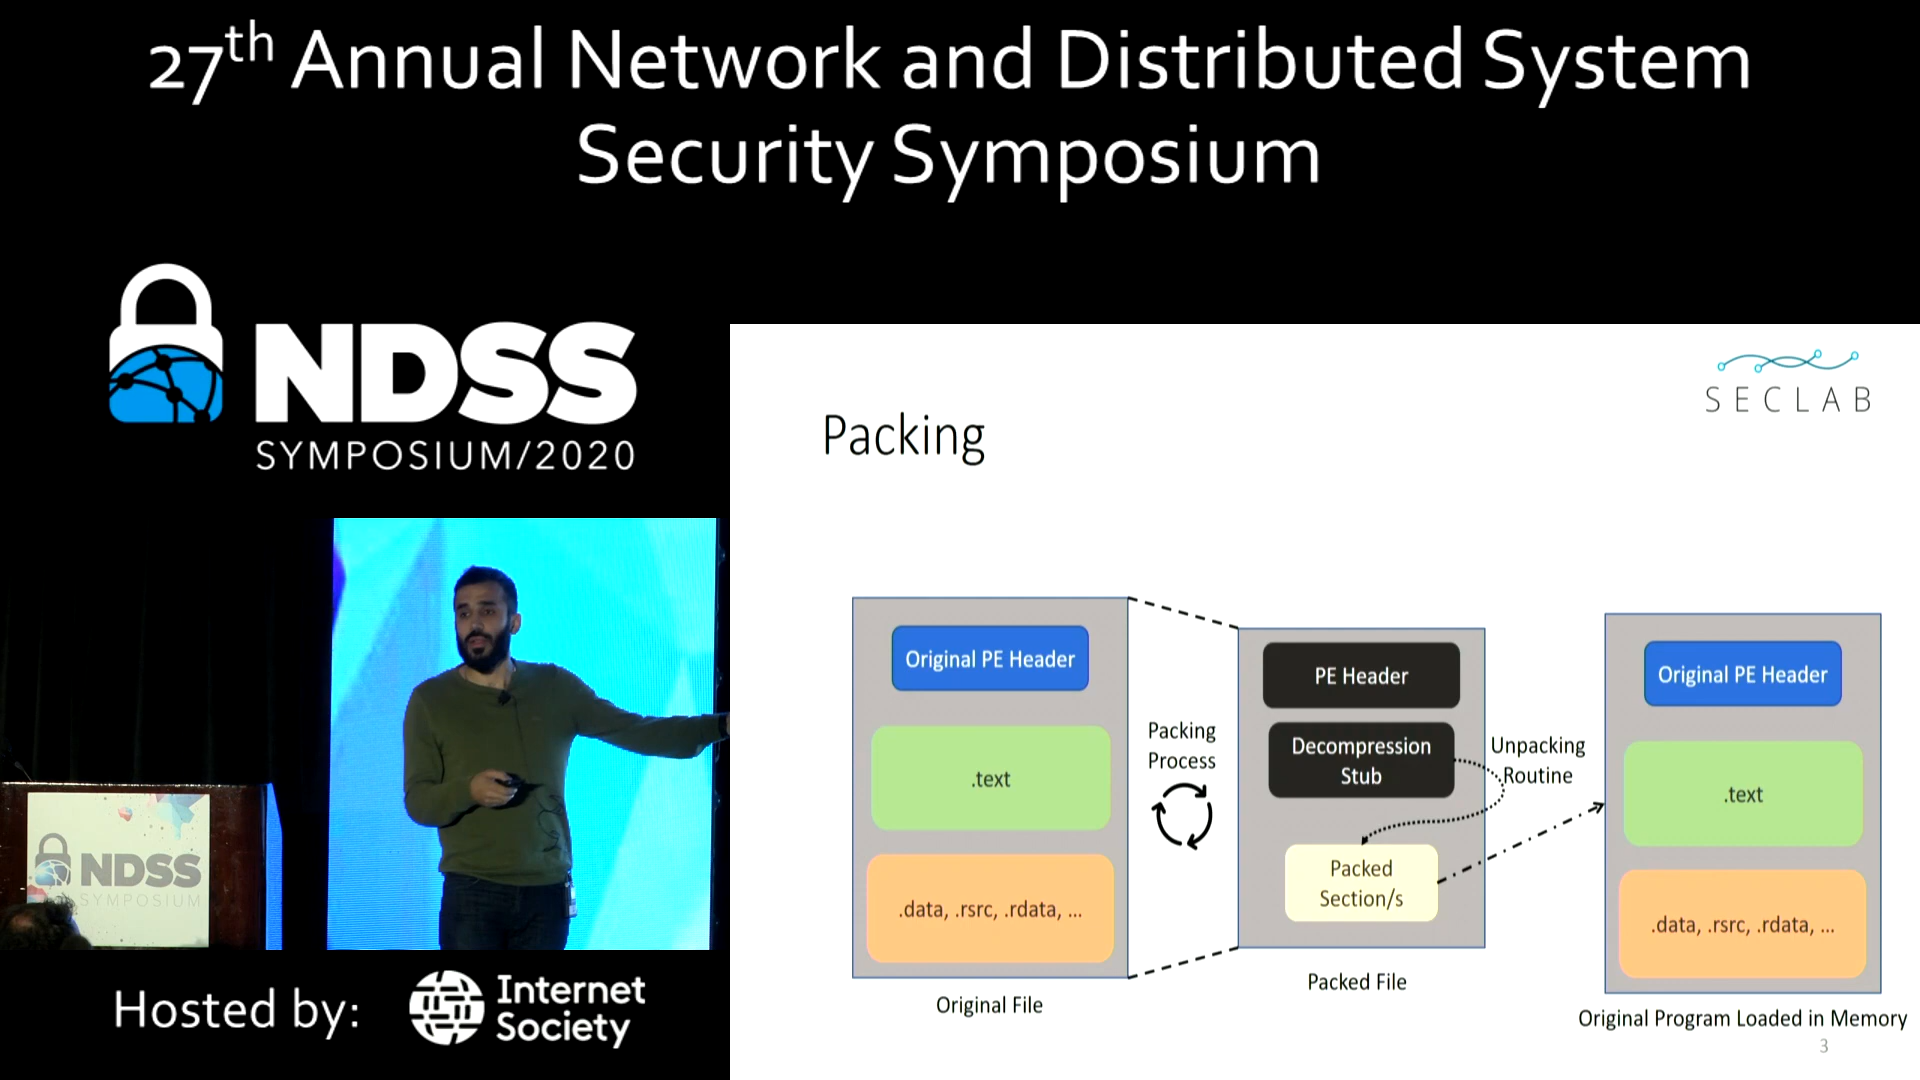 27th Annual Network and Distributed System
Security Symposium
NDSS
SYMPOSIUM/2020
SECLAB
Packing
Original PE Header
.text
.data, .rsrc, .rdata, ...
Original File
Packing
Process
PE Header
Decompression
Stub
Packed
Section/s
Packed File
Unpacking
Routine
Original PE Header
.text
.data, .rsrc, .rdata, ...
Original Program Loaded in Memory
3
NDSS
SYMPOSIUM
Hosted by:
Internet
Society